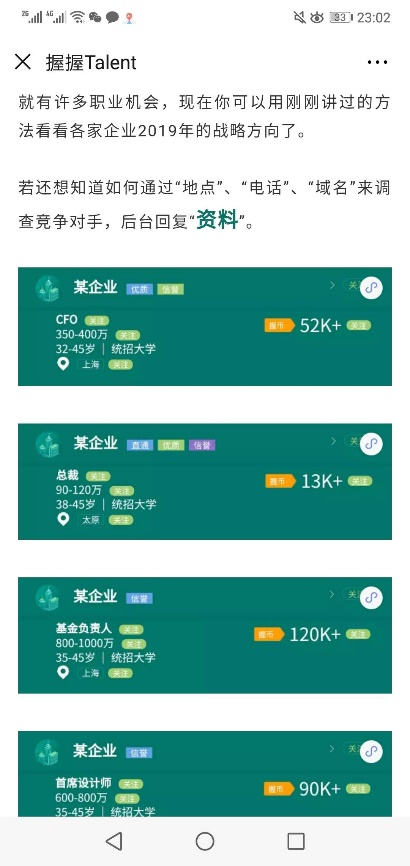 2G 4G 83 23:02
握握Talent
就有许多职业机会，现在你可以用刚刚讲过的方
法看看各家企业2019年的战略方向了。
若还想知道如何通过“地点”、“电话”、“域名”来调
查竞争对手，后台回复“资料”。
某企业 优质 信誉
CFO 关注
350-400万 关注
握币 52K+ 关注
32-45岁 | 统招大学
上海 关注
某企业 直通 优质 信誉
总裁 关注
90-120万 关注
握币 13K+ 关注
38-45岁 | 统招大学
太原 关注
某企业 信誉
基金负责人 关注
800-1000万 关注
握币 120K+ 关注
35-45岁 | 统招大学
上海 关注
某企业 信誉
首席设计师 关注
600-800万 关注
握币 90K+ 关注
35-45岁 | 统招大学